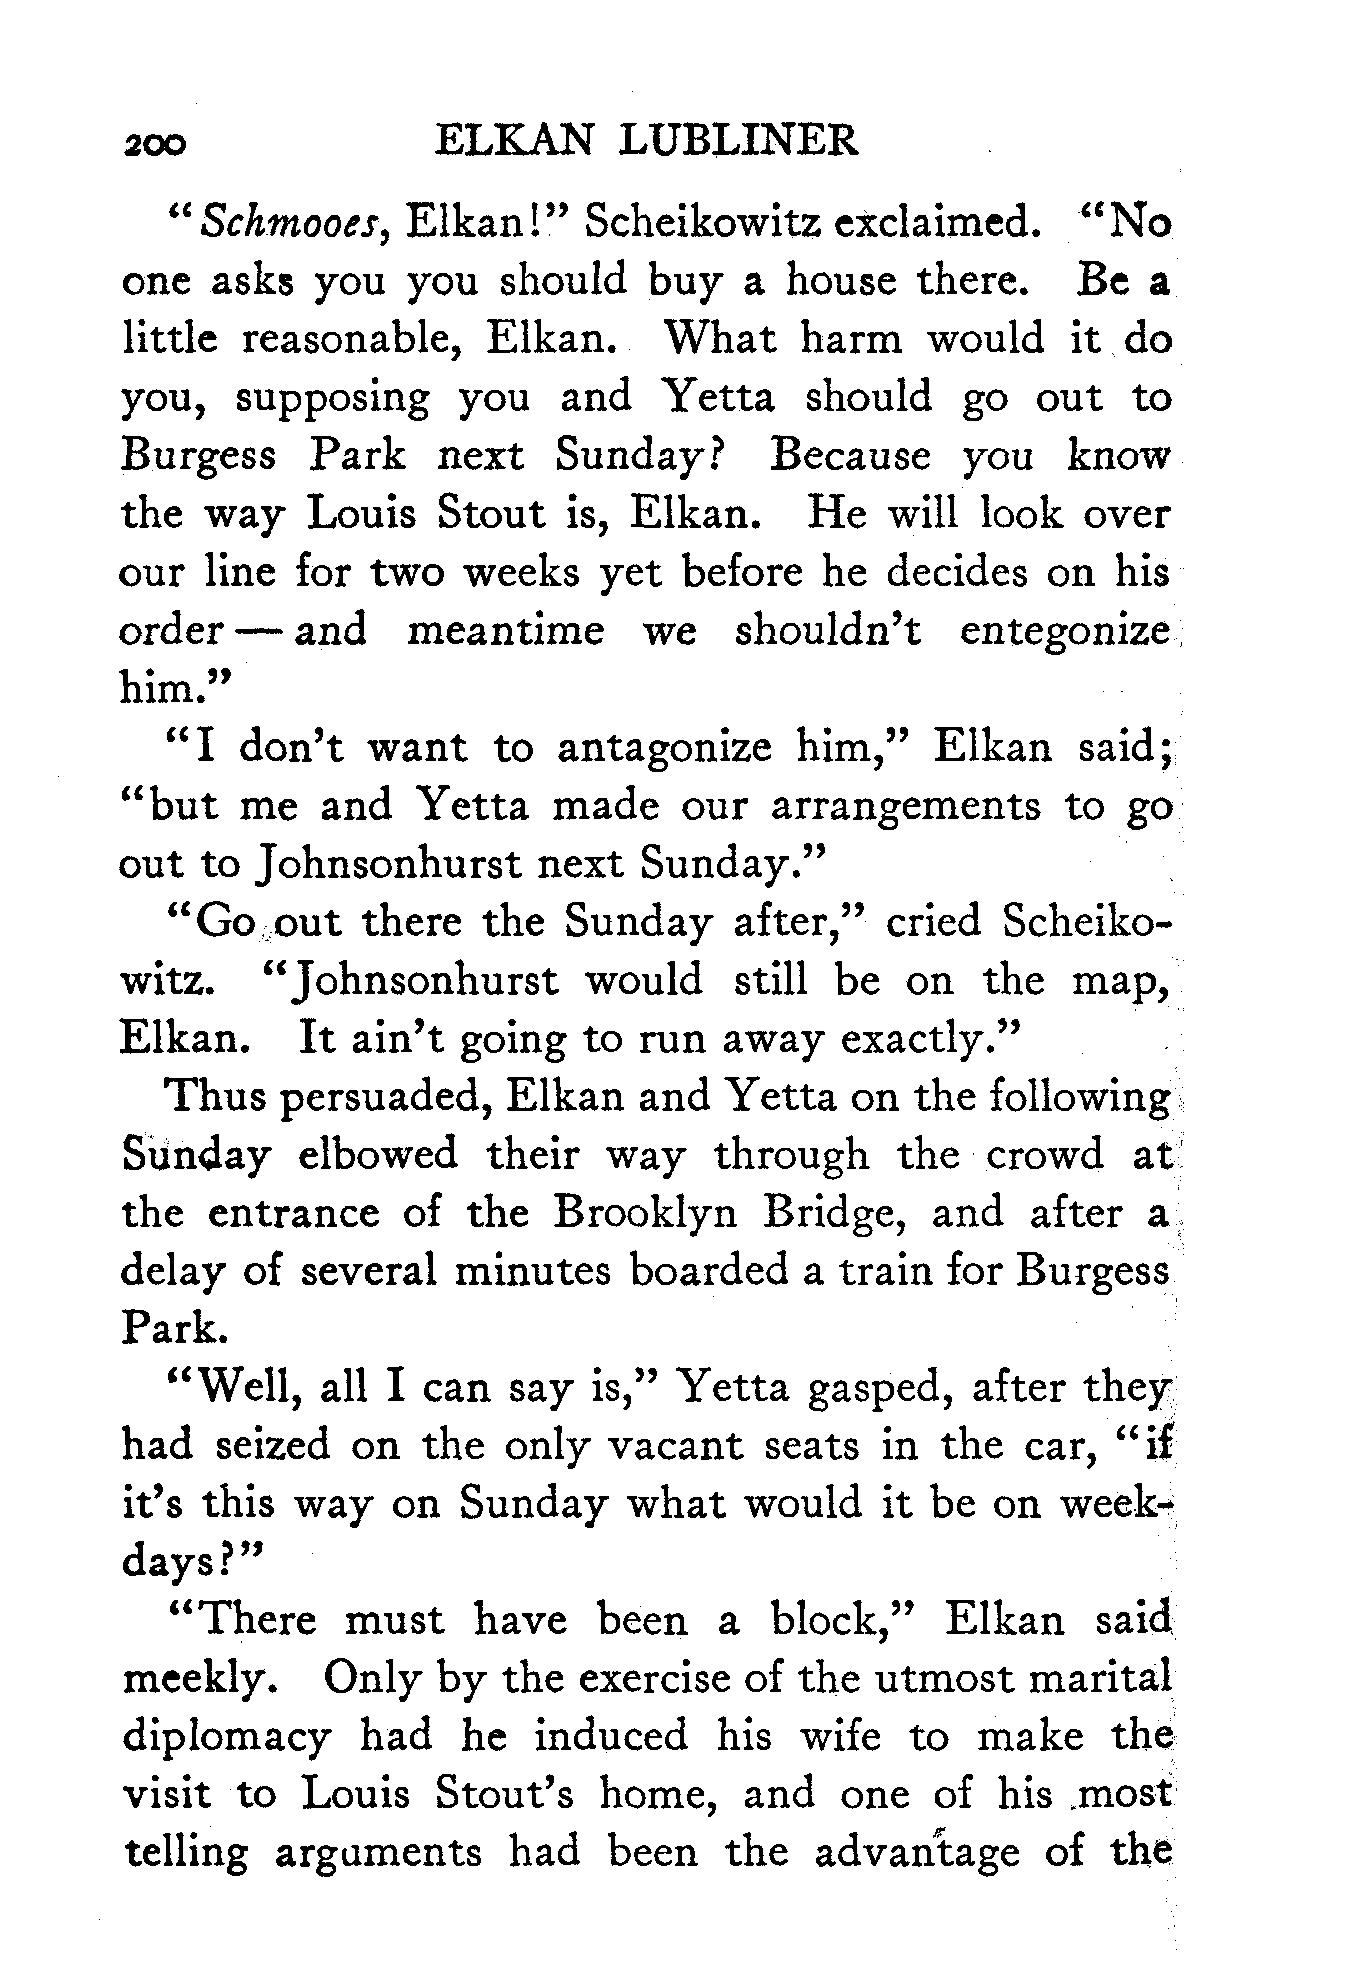 200 ELKAN LUBLINER
"Schmooes, Elkan!" Scheikowitz exclaimed. "No
one asks you you should buy a house there. Be a
little reasonable, Elkan. What harm would it do
you, supposing you and Yetta should go out to
Burgess Park next Sunday? Because you know
the way Louis Stout is, Elkan. He will look over
our line for two weeks yet before he decides on his
order — and meantime we shouldn't entegonize
him."
"I don't want to antagonize him," Elkan said;
"but me and Yetta made our arrangements to go
out to Johnsonhurst next Sunday."
"Go out there the Sunday after," cried Scheiko-
witz. "Johnsonhurst would still be on the map,
Elkan. It ain't going to run away exactly."
Thus persuaded, Elkan and Yetta on the following
Sunday elbowed their way through the crowd at
the entrance of the Brooklyn Bridge, and after a
delay of several minutes boarded a train for Burgess
Park.
"Well, all I can say is," Yetta gasped, after they
had seized on the only vacant seats in the car, "if
it's this way on Sunday what would it be on week-
days?"
"There must have been a block," Elkan said
meekly. Only by the exercise of the utmost marital
diplomacy had he induced his wife to make the
visit to Louis Stout's home, and one of his most
telling arguments had been the advantage of the